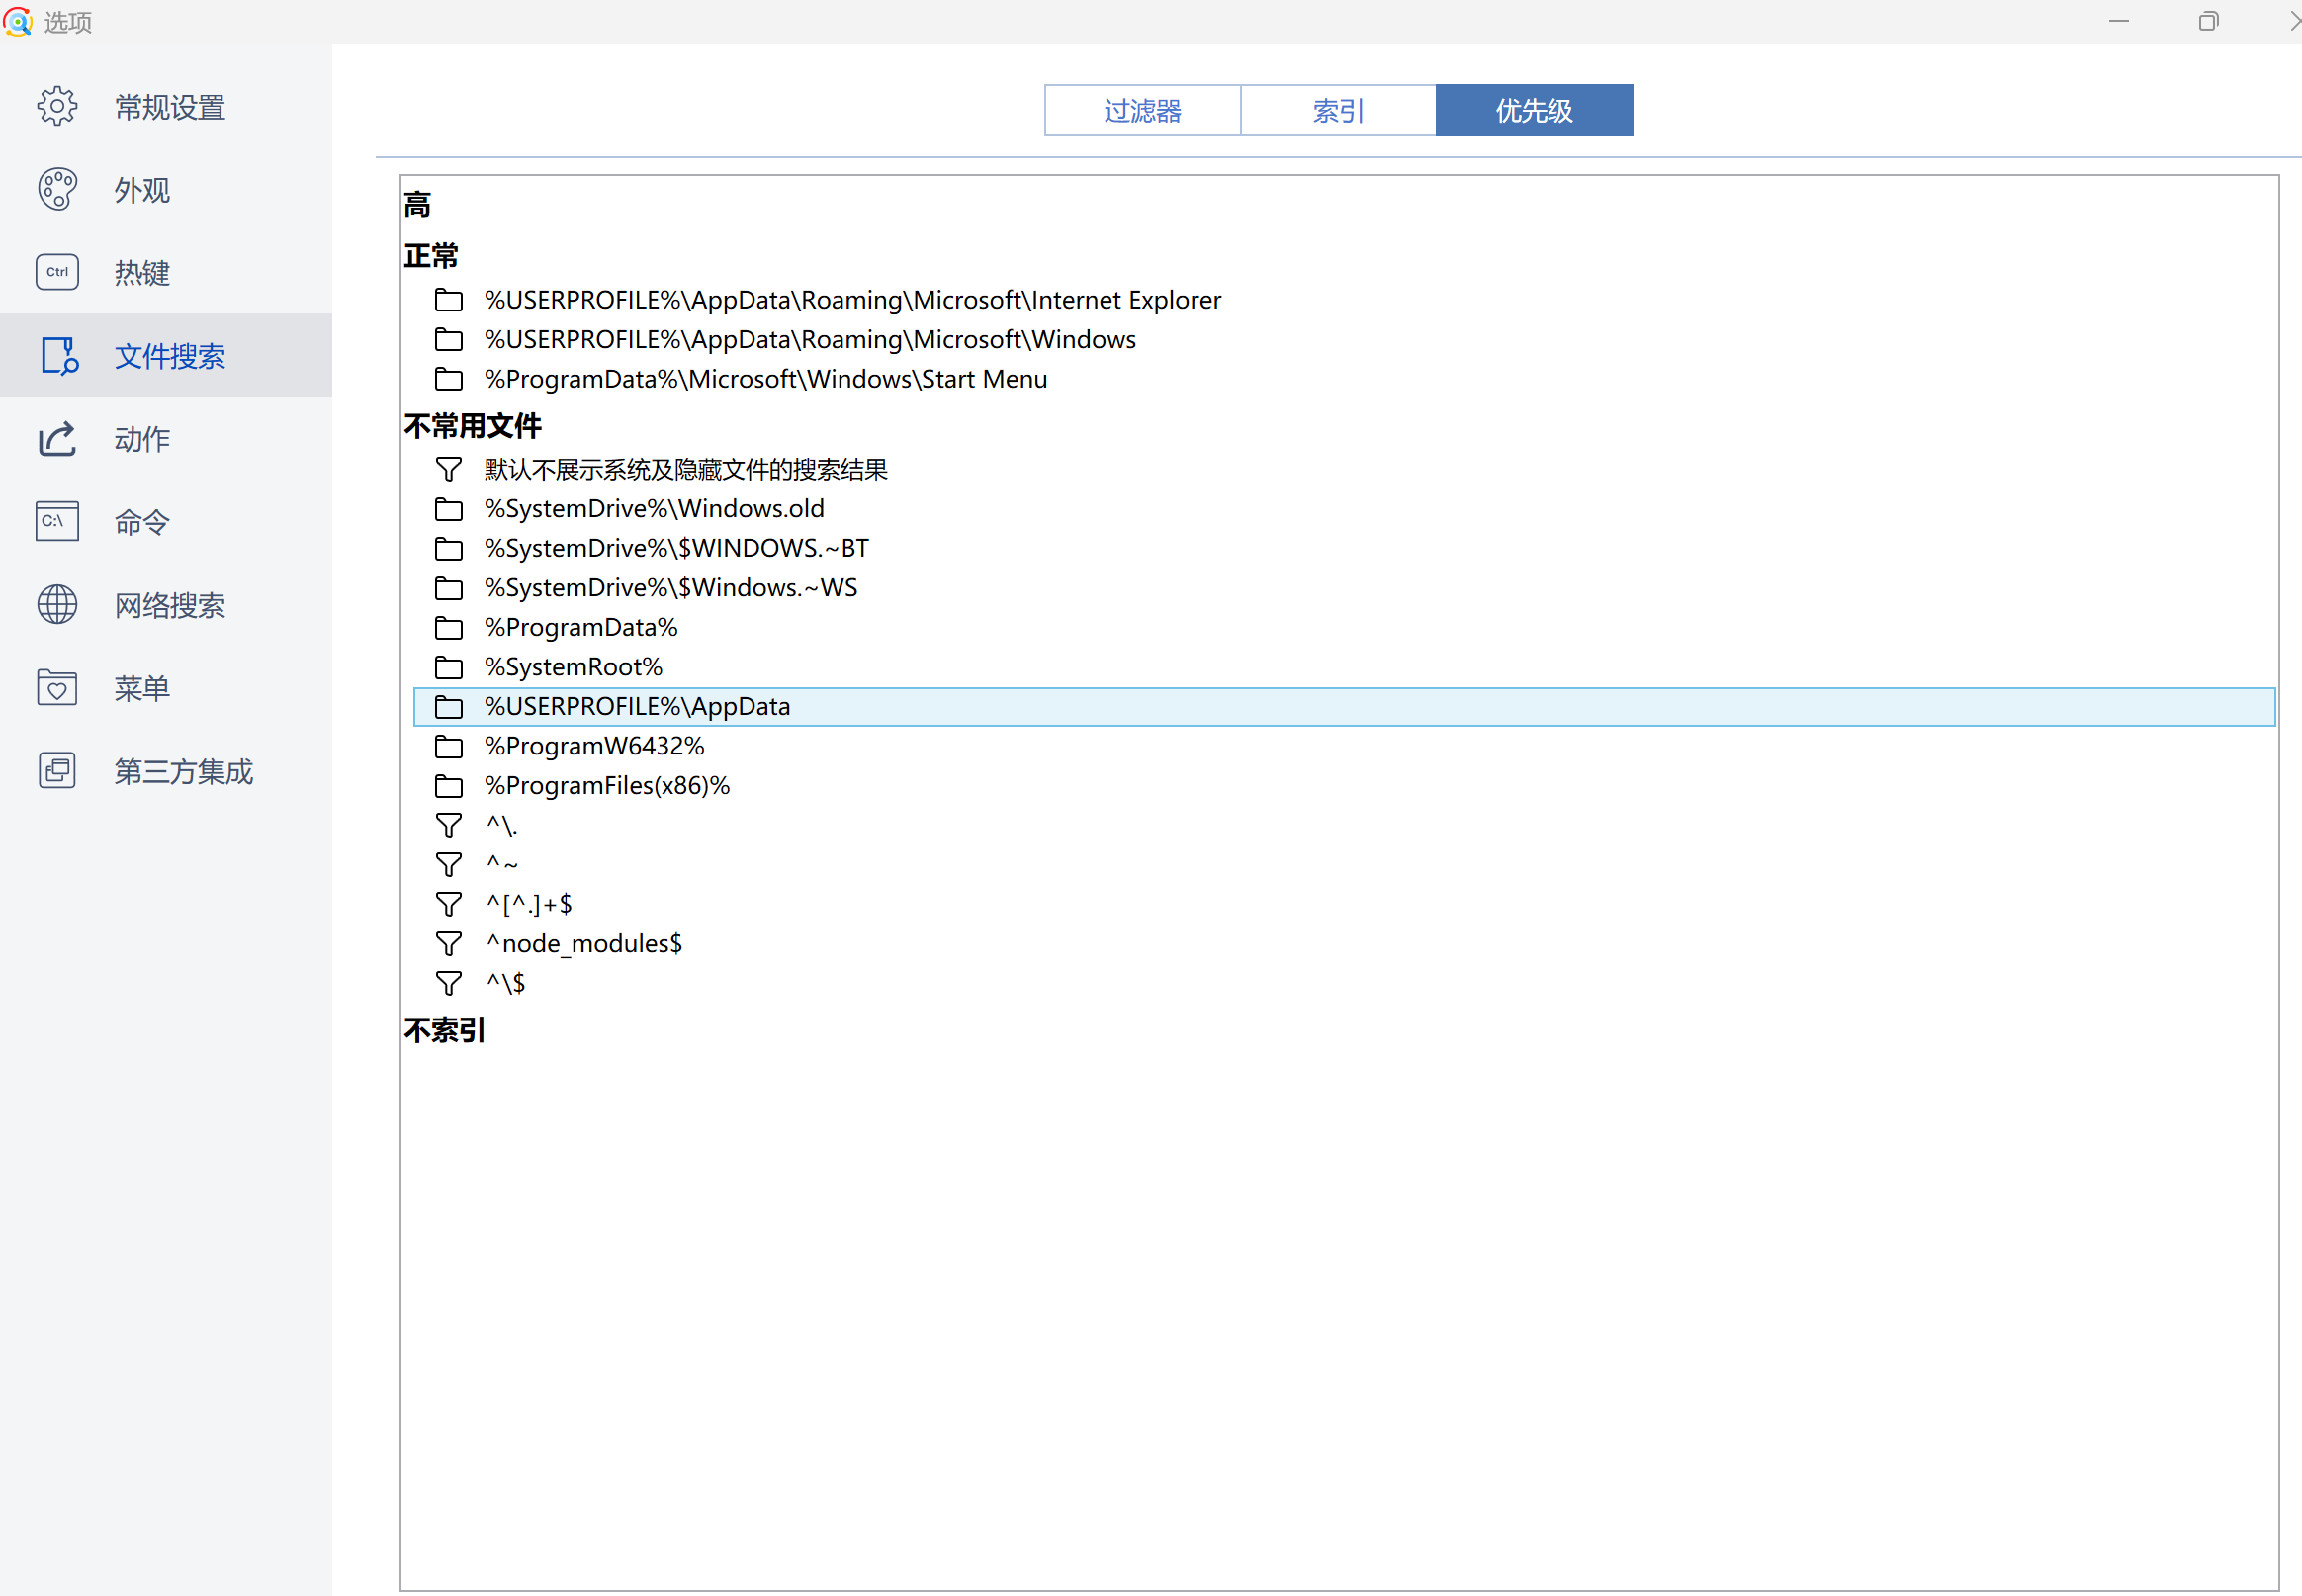 选项
常规设置
外观
Ctrl
热键
文件搜索
动作
C:\
命令
网络搜索
菜单
第三方集成
过滤器
索引
优先级
高
正常
%USERPROFILE%\AppData\Roaming\Microsoft\Internet Explorer
%USERPROFILE%\AppData\Roaming\Microsoft\Windows
%ProgramData%\Microsoft\Windows\Start Menu
不常用文件
默认不展示系统及隐藏文件的搜索结果
%SystemDrive%\Windows.old
%SystemDrive%\$WINDOWS.~BT
%SystemDrive%\$Windows.~WS
%ProgramData%
%SystemRoot%
%USERPROFILE%\AppData
%ProgramW6432%
%ProgramFiles(x86)%
^\.
^~
^[^.]+$
^node_modules$
^\$
不索引